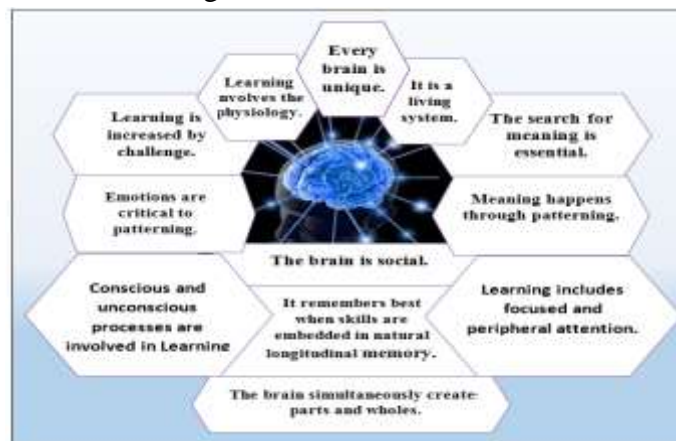 Every
brain is
unique.
Learning
involves the
physiology.
It is a
living
system.
Learning is
increased by
challenge.
The search for
meaning is
essential.
Emotions are
critical to
patterning.
Meaning happens
through patterning.
The brain is social.
Conscious and
unconscious
processes are
involved in Learning
It remembers best
when skills are
embedded in natural
longitudinal memory.
Learning includes
focused and
peripheral attention.
The brain simultaneously create
parts and wholes.